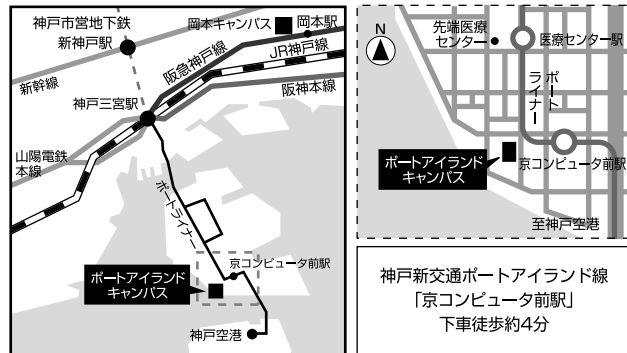 神戸市営地下鉄
新神戸駅
岡本キャンパス
岡本駅
新幹線
阪急神戸線
JR神戸線
神戸三宮駅
阪神本線
山陽電鉄
本線
ポートライナー
京コンピュータ前駅
ポートアイランド
キャンパス
神戸空港
N
先端医療
センター
医療センター駅
ポートライナー
ポートアイランド
キャンパス
京コンピュータ前駅
至神戸空港
神戸新交通ポートアイランド線
「京コンピュータ前駅」
下車徒歩約4分